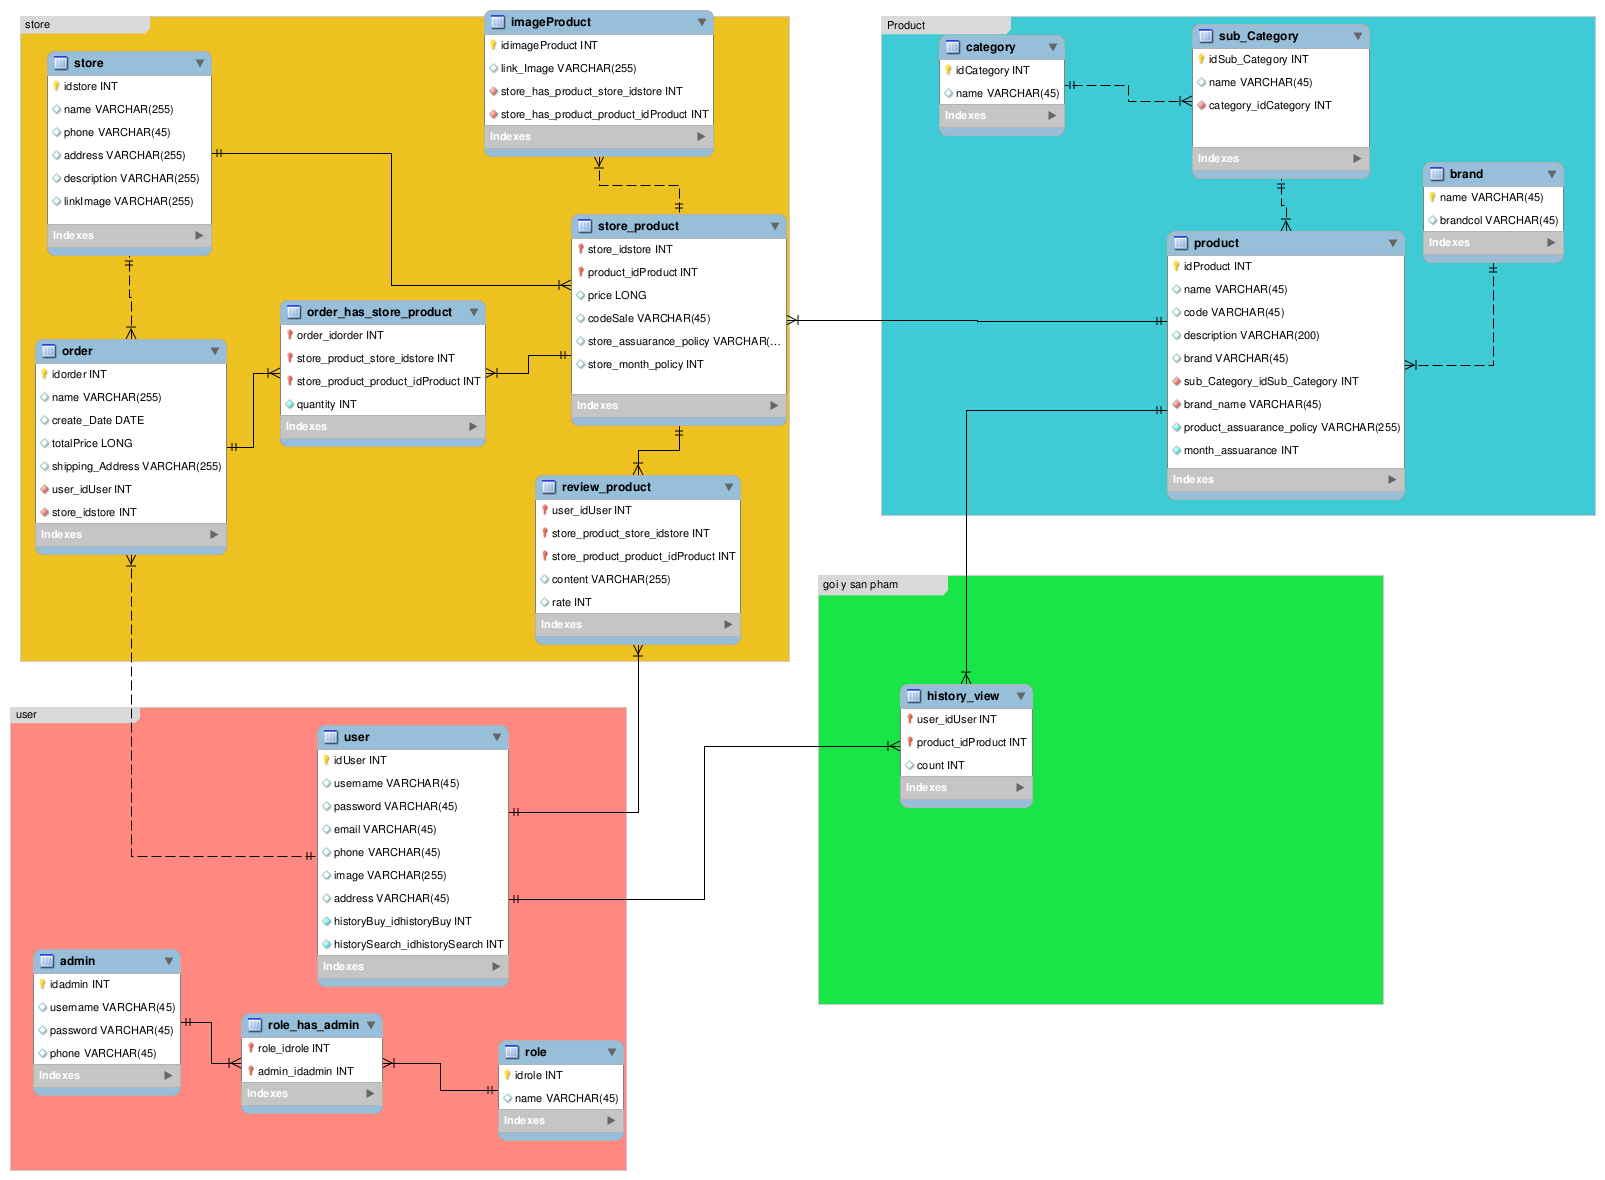 store
store
idstore INT
name VARCHAR(255)
phone VARCHAR(45)
address VARCHAR(255)
description VARCHAR(255)
linkImage VARCHAR(255)
Indexes
imageProduct
idimageProduct INT
link_Image VARCHAR(255)
store_has_product_store_idstore INT
store_has_product_product_idProduct INT
Indexes
store_product
store_idstore INT
product_idProduct INT
price LONG
codeSale VARCHAR(45)
store_assuarance_policy VARCHAR(...
store_month_policy INT
Indexes
order_has_store_product
order_idorder INT
store_product_store_idstore INT
store_product_product_idProduct INT
quantity INT
Indexes
order
idorder INT
name VARCHAR(255)
create_Date DATE
totalPrice LONG
shipping_Address VARCHAR(255)
user_idUser INT
store_idstore INT
Indexes
review_product
user_idUser INT
store_product_store_idstore INT
store_product_product_idProduct INT
content VARCHAR(255)
rate INT
Indexes
Product
category
idCategory INT
name VARCHAR(45)
Indexes
sub_Category
idSub_Category INT
name VARCHAR(45)
category_idCategory INT
Indexes
brand
name VARCHAR(45)
brandcol VARCHAR(45)
Indexes
product
idProduct INT
name VARCHAR(45)
code VARCHAR(45)
description VARCHAR(200)
brand VARCHAR(45)
sub_Category_idSub_Category INT
brand_name VARCHAR(45)
product_assuarance_policy VARCHAR(255)
month_assuarance INT
Indexes
goi y san pham
history_view
user_idUser INT
product_idProduct INT
count INT
Indexes
user
user
idUser INT
username VARCHAR(45)
password VARCHAR(45)
email VARCHAR(45)
phone VARCHAR(45)
image VARCHAR(255)
address VARCHAR(45)
historyBuy_idhistoryBuy INT
historySearch_idhistorySearch INT
Indexes
admin
idadmin INT
username VARCHAR(45)
password VARCHAR(45)
phone VARCHAR(45)
Indexes
role_has_admin
role_idrole INT
admin_idadmin INT
Indexes
role
idrole INT
name VARCHAR(45)
Indexes